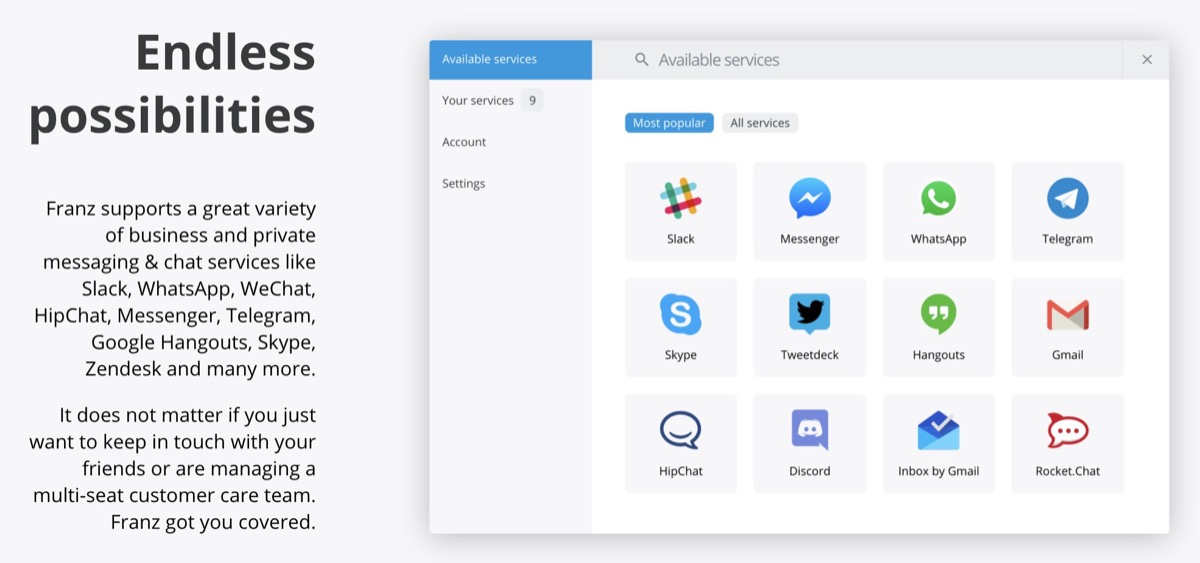 Endless
possibilities
Franz supports a great variety
of business and private
messaging & chat services like
Slack, WhatsApp, WeChat,
HipChat, Messenger, Telegram,
Google Hangouts, Skype,
Zendesk and many more.
It does not matter if you just
want to keep in touch with your
friends or are managing a
multi-seat customer care team.
Franz got you covered.
Available services
Your services 9
Account
Settings
Available services
Most popular All services
Slack Messenger WhatsApp Telegram
Skype Tweetdeck Hangouts Gmail
HipChat Discord Inbox by Gmail Rocket.Chat